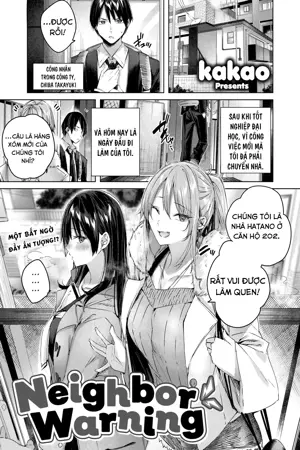 ...ĐƯỢC
RỒI!
CÔNG NHÂN
TRONG CÔNG TY,
CHIBA TAKAYUKI
kakao
Presents
SAU KHI TỐT
NGHIỆP ĐẠI
HỌC, VÌ CÔNG
VIỆC MỚI MÀ
TÔI ĐÃ PHẢI
CHUYỂN NHÀ.
VÀ HÔM NAY LÀ
NGÀY ĐẦU ĐI
LÀM CỦA TÔI.
...CẬU LÀ HÀNG
XÓM MỚI CỦA
CHÚNG TÔI
NHỈ?
CHÚNG TÔI LÀ
NHÀ HATANO Ở
CĂN HỘ 202.
MỘT BẤT NGỜ
ĐẦY ẤN TƯỢNG!?
RẤT VUI ĐƯỢC
LÀM QUEN!
...
...
Neighbor
Warning